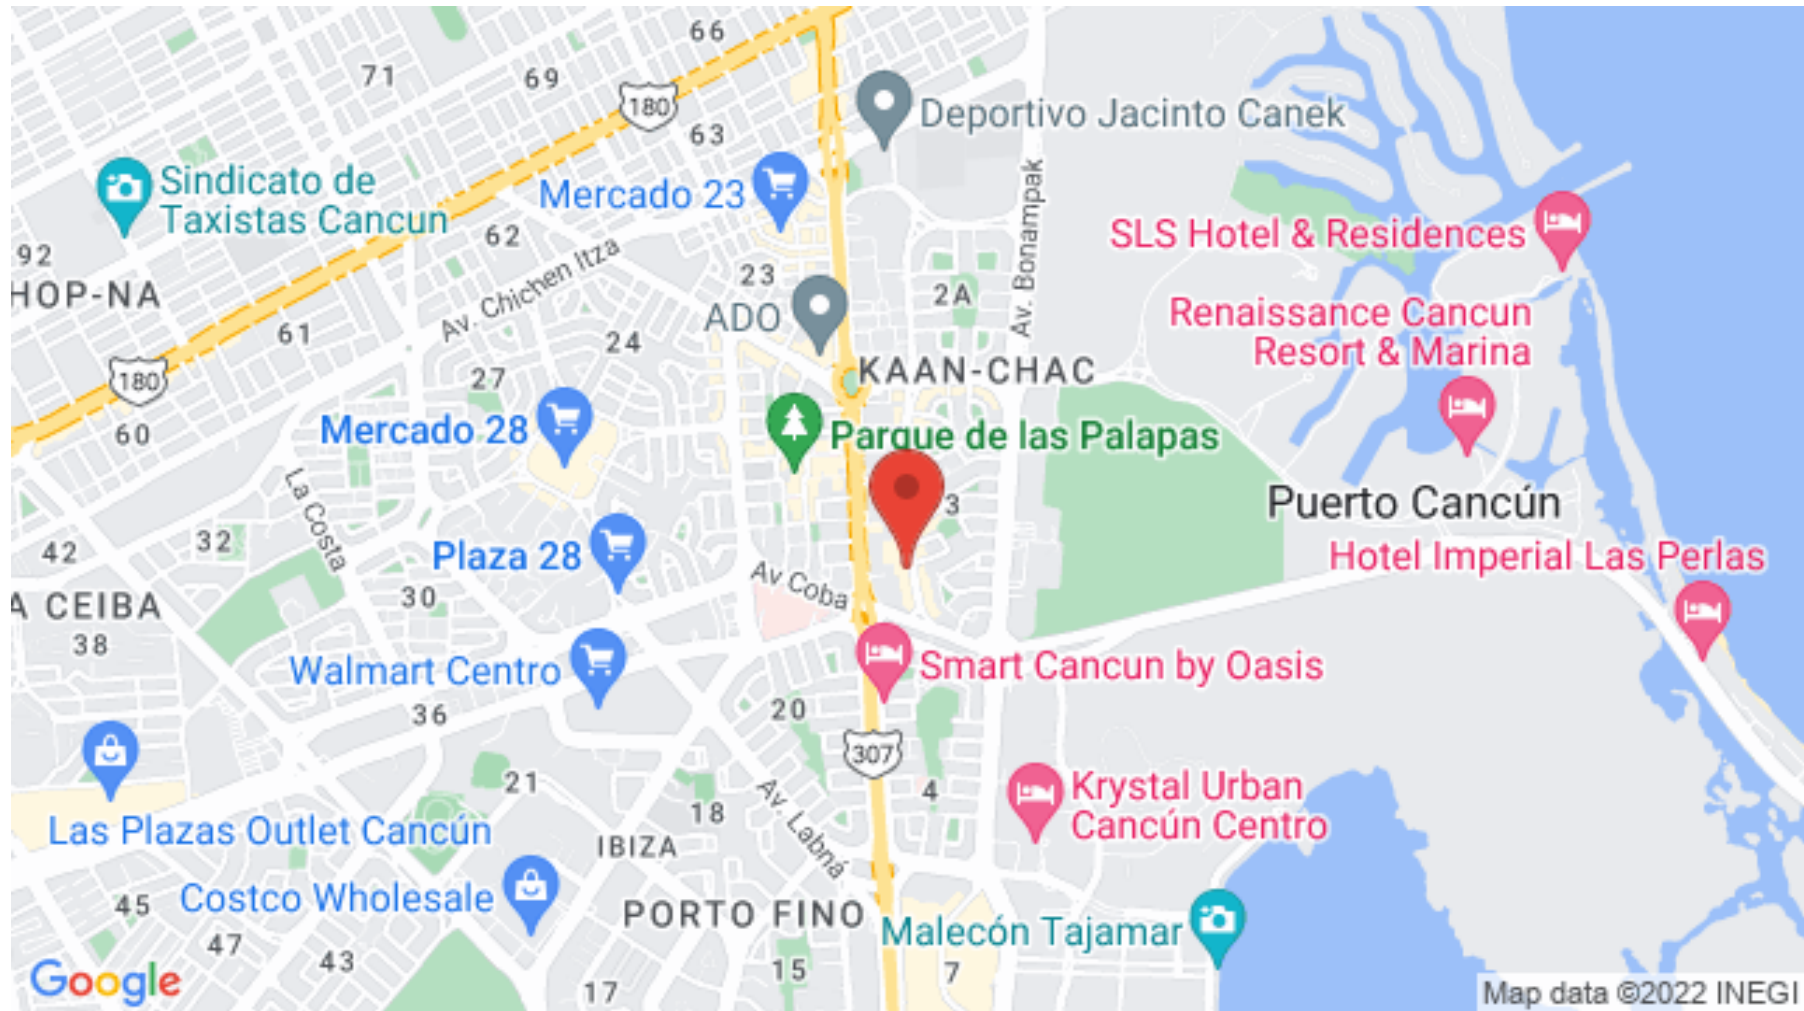 66
71
69
180
63
Deportivo Jacinto Canek
Sindicato de
Taxistas Cancun
Mercado 23
Av. Bonampak
SLS Hotel & Residences
62
92
HOP-NA
Av. Chichen Itza
23
2A
ADO
Renaissance Cancun
Resort & Marina
61
24
180
27
KAAN-CHAC
60
Mercado 28
Parque de las Palapas
La Costa
3
Puerto Cancún
42
32
Plaza 28
Hotel Imperial Las Perlas
Av Coba
A CEIBA
30
38
Walmart Centro
Smart Cancun by Oasis
36
20
307
21
4
Krystal Urban
Cancún Centro
Las Plazas Outlet Cancún
18
Av. Labná
IBIZA
45
Costco Wholesale
PORTO FINO
Malecón Tajamar
47
43
15
7
17
Google
Map data ©2022 INEGI